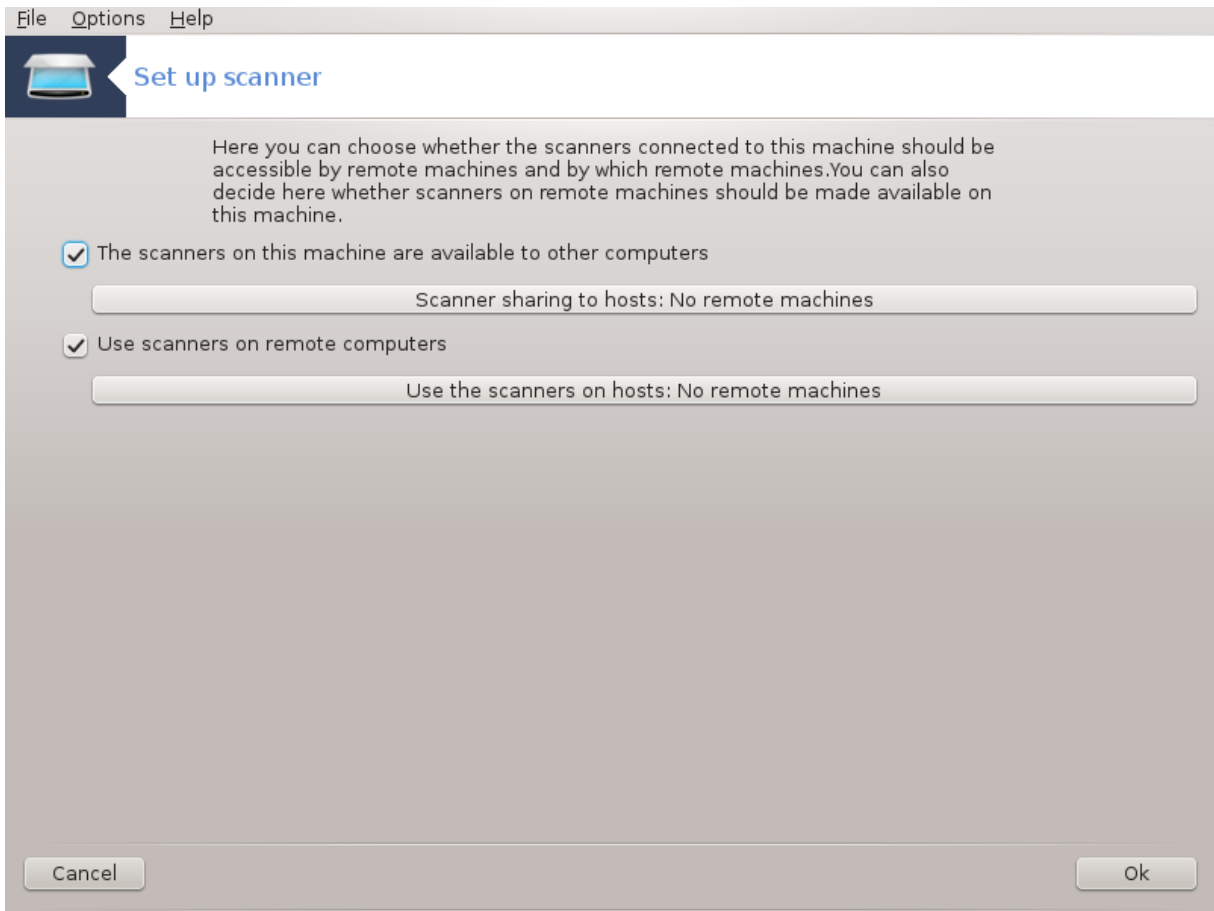 File Options Help
Set up scanner
Here you can choose whether the scanners connected to this machine should be
accessible by remote machines and by which remote machines.You can also
decide here whether scanners on remote machines should be made available on
this machine.
The scanners on this machine are available to other computers
Scanner sharing to hosts: No remote machines
Use scanners on remote computers
Use the scanners on hosts: No remote machines
Cancel Ok